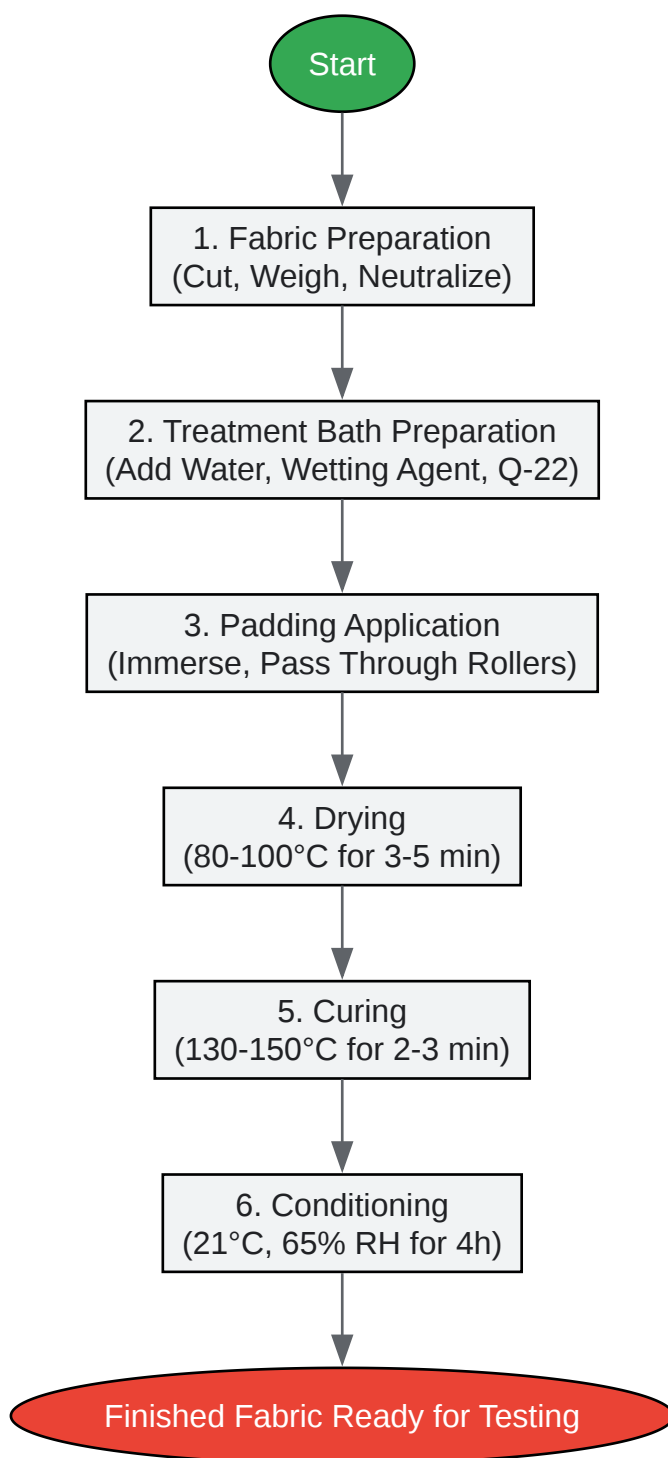 Start
1. Fabric Preparation
(Cut, Weigh, Neutralize)
2. Treatment Bath Preparation
(Add Water, Wetting Agent, Q-22)
3. Padding Application
(Immerse, Pass Through Rollers)
4. Drying
(80-100°C for 3-5 min)
5. Curing
(130-150°C for 2-3 min)
6. Conditioning
(21°C, 65% RH for 4h)
Finished Fabric Ready for Testing